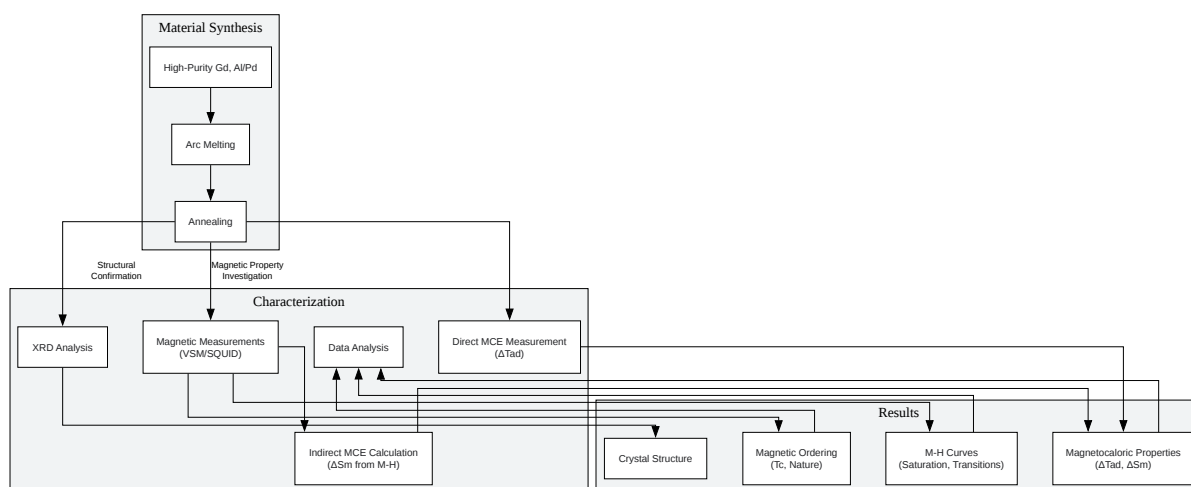 Material Synthesis
High-Purity Gd, Al/Pd
Arc Melting
Annealing
Structural
Confirmation
Magnetic Property
Investigation
Characterization
XRD Analysis
Magnetic Measurements
(VSM/SQUID)
Data Analysis
Direct MCE Measurement
(ΔTad)
Results
Indirect MCE Calculation
(ΔSm from M-H)
Crystal Structure
Magnetic Ordering
(Tc, Nature)
M-H Curves
(Saturation, Transitions)
Magnetocaloric Properties
(ΔTad, ΔSm)